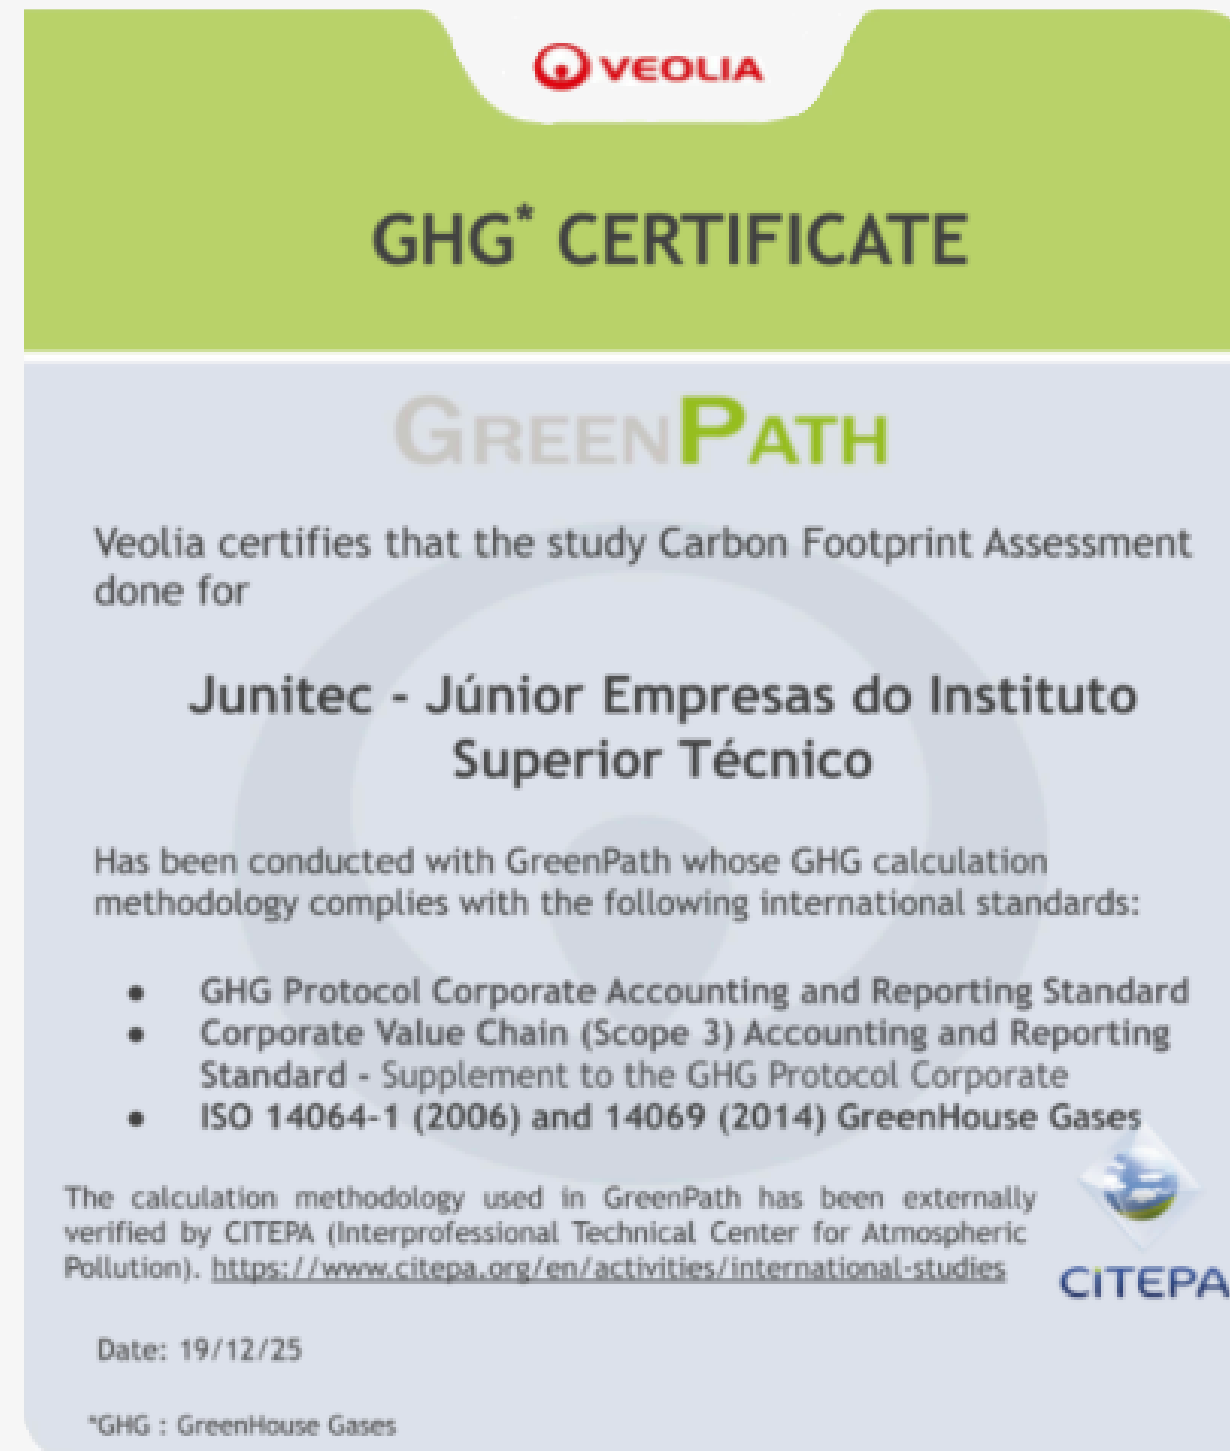 VEOLIA
GHG* CERTIFICATE
GREENPATH
Veolia certifies that the study Carbon Footprint Assessment
done for
Junitec - Júnior Empresas do Instituto
Superior Técnico
Has been conducted with GreenPath whose GHG calculation
methodology complies with the following international standards:
● GHG Protocol Corporate Accounting and Reporting Standard
● Corporate Value Chain (Scope 3) Accounting and Reporting
Standard - Supplement to the GHG Protocol Corporate
● ISO 14064-1 (2006) and 14069 (2014) GreenHouse Gases
The calculation methodology used in GreenPath has been externally
verified by CITEPA (Interprofessional Technical Center for Atmospheric
Pollution). https://www.citepa.org/en/activities/international-studies
CiTEPA
Date: 19/12/25
*GHG : GreenHouse Gases